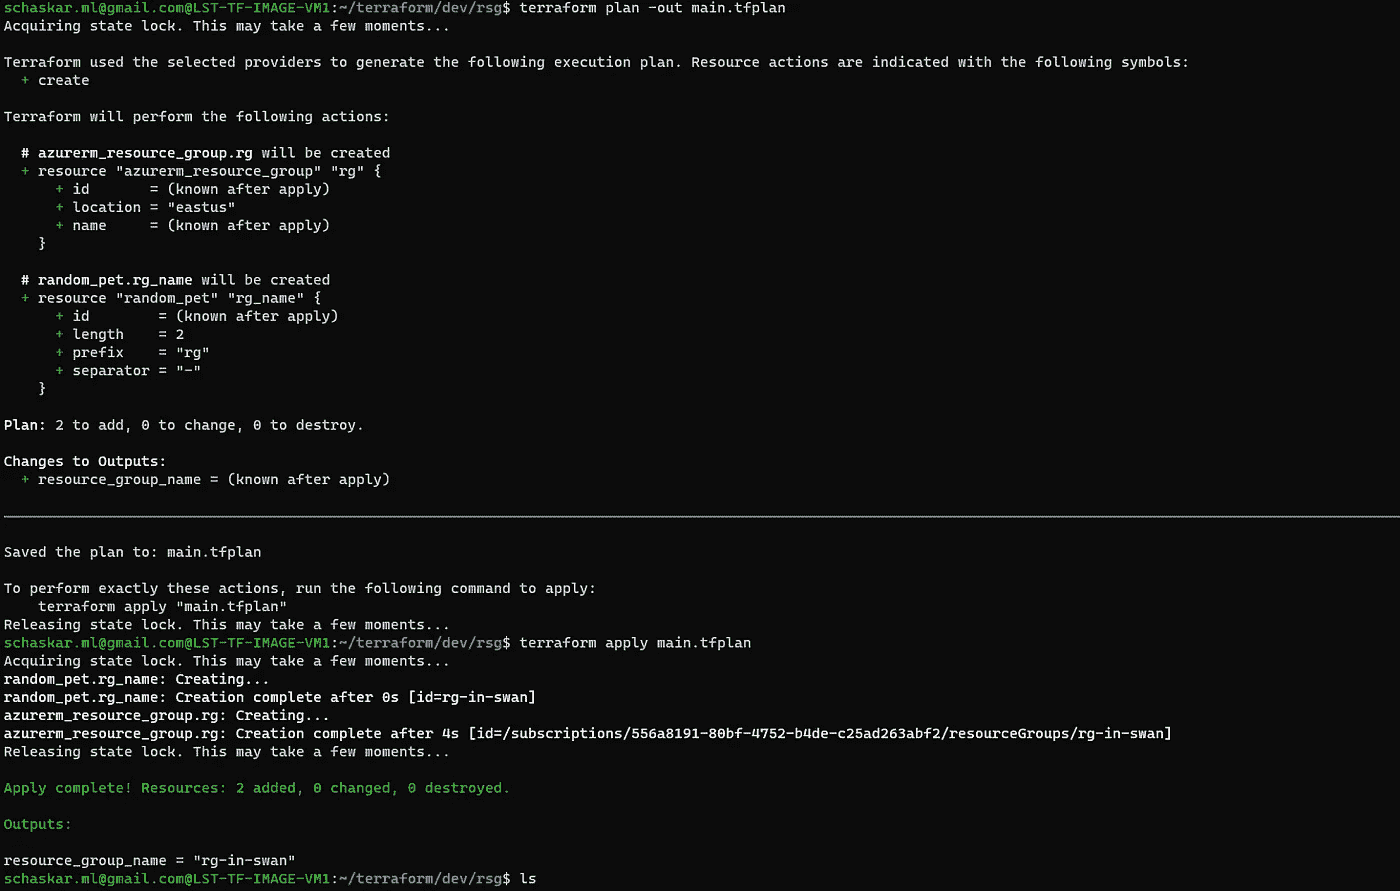 schaskar.ml@gmail.com@LST-TF-IMAGE-VM1:~/terraform/dev/rsg$ terraform plan -out main.tfplan
Acquiring state lock. This may take a few moments...
Terraform used the selected providers to generate the following execution plan. Resource actions are indicated with the following symbols:
  + create
Terraform will perform the following actions:
  # azurerm_resource_group.rg will be created
  + resource "azurerm_resource_group" "rg" {
      + id       = (known after apply)
      + location = "eastus"
      + name     = (known after apply)
    }
  # random_pet.rg_name will be created
  + resource "random_pet" "rg_name" {
      + id        = (known after apply)
      + length    = 2
      + prefix    = "rg"
      + separator = "-"
    }
Plan: 2 to add, 0 to change, 0 to destroy.
Changes to Outputs:
  + resource_group_name = (known after apply)
Saved the plan to: main.tfplan
To perform exactly these actions, run the following command to apply:
    terraform apply "main.tfplan"
Releasing state lock. This may take a few moments...
schaskar.ml@gmail.com@LST-TF-IMAGE-VM1:~/terraform/dev/rsg$ terraform apply main.tfplan
Acquiring state lock. This may take a few moments...
random_pet.rg_name: Creating...
random_pet.rg_name: Creation complete after 0s [id=rg-in-swan]
azurerm_resource_group.rg: Creating...
azurerm_resource_group.rg: Creation complete after 4s [id=/subscriptions/556a8191-80bf-4752-b4de-c25ad263abf2/resourceGroups/rg-in-swan]
Releasing state lock. This may take a few moments...
Apply complete! Resources: 2 added, 0 changed, 0 destroyed.
Outputs:
resource_group_name = "rg-in-swan"
schaskar.ml@gmail.com@LST-TF-IMAGE-VM1:~/terraform/dev/rsg$ ls